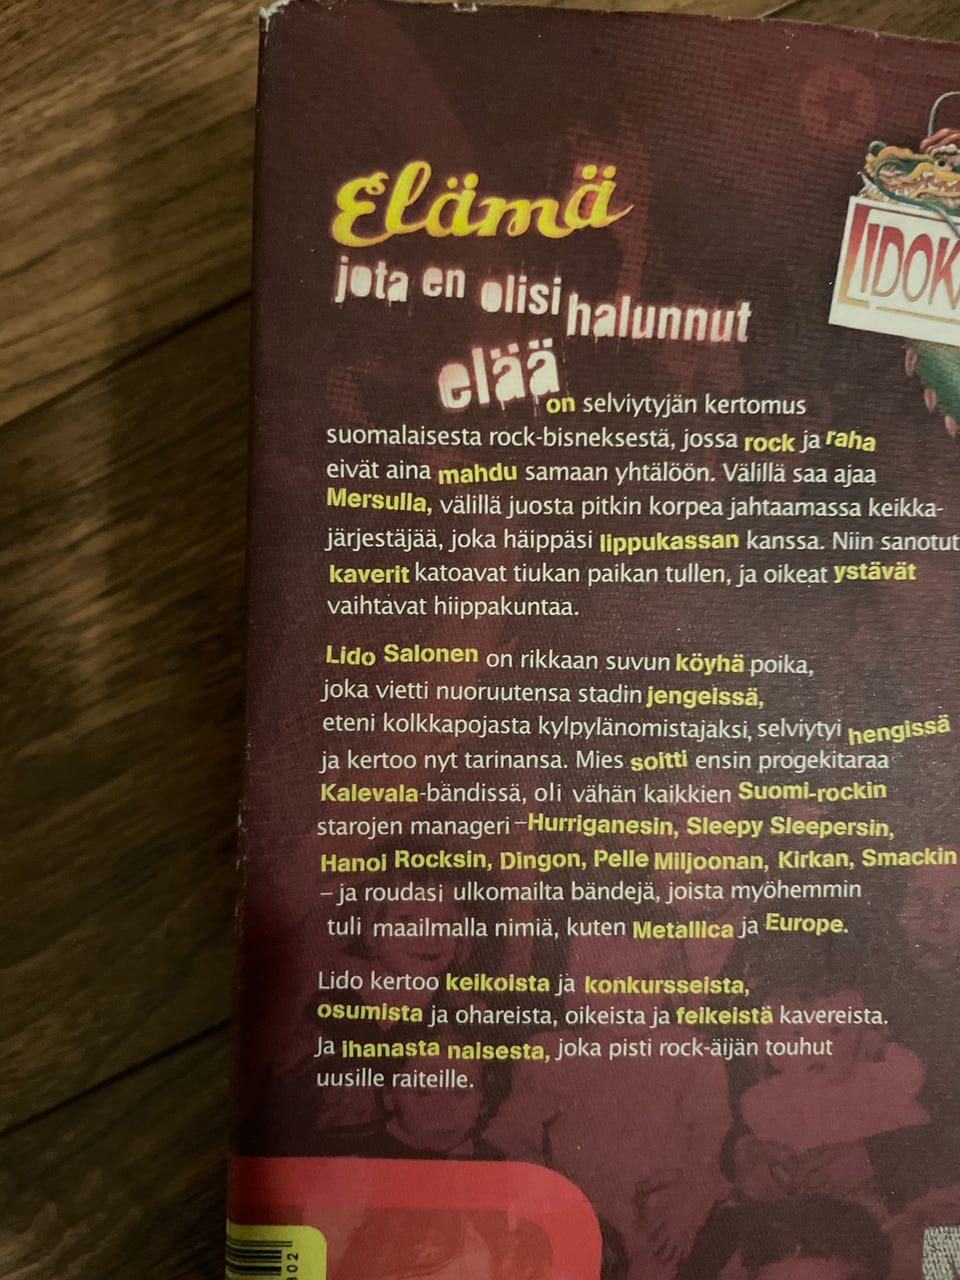 Elämä
jota en olisi halunnut
elää
on selviytyjän kertomus
suomalaisesta rock-bisneksestä, jossa rock ja raha
eivät aina mahdu samaan yhtälöön. Välillä saa ajaa
Mersulla, välillä juosta pitkin korpea jahtaamassa keikka-
järjestäjää, joka häippäsi lippukassan kanssa. Niin sanotut
kaverit katoavat tiukan paikan tullen, ja oikeat ystävät
vaihtavat hiippakuntaa.
Lido Salonen on rikkaan suvun köyhä poika,
joka vietti nuoruutensa stadin jengeissä,
eteni kolkkapojasta kylpylänomistajaksi, selviytyi hengissä
ja kertoo nyt tarinansa. Mies soitti ensin progekitaraa
Kalevala-bändissä, oli vähän kaikkien Suomi-rockin
starojen manageri –Hurriganesin, Sleepy Sleepersin,
Hanoi Rocksin, Dingon, Pelle Miljoonan, Kirkan, Smackin
– ja roudasi ulkomailta bändejä, joista myöhemmin
tuli maailmalla nimiä, kuten Metallica ja Europe.
Lido kertoo keikoista ja konkursseista,
osumista ja ohareista, oikeista ja feikeistä kavereista.
Ja ihanasta naisesta, joka pisti rock-äijän touhut
uusille raiteille.
LIDOK
302